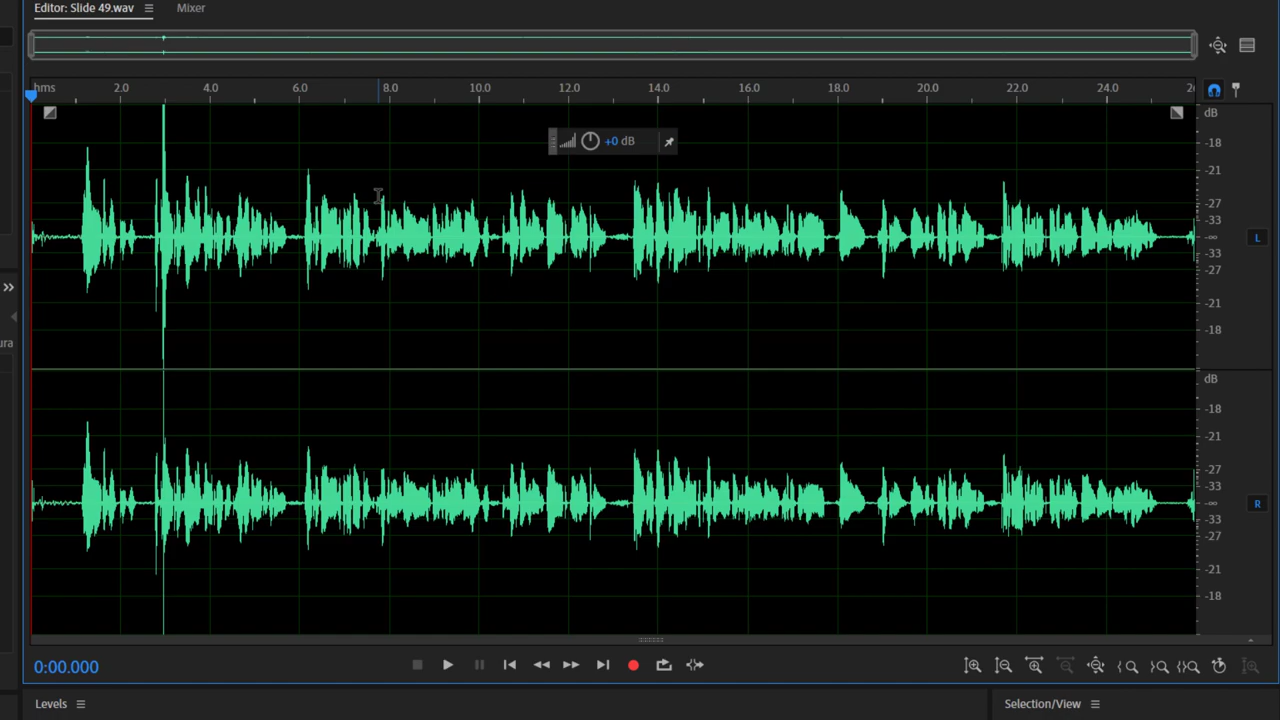 Editor: Slide 49.wav
Mixer
hms 2.0 4.0 6.0 8.0 10.0 12.0 14.0 16.0 18.0 20.0 22.0 24.0
dB
+0 dB
-18
-21
-27
-33
-∞
L
-33
-27
-21
-18
ura
dB
-18
-21
-27
-33
-∞
R
-33
-27
-21
-18
0:00.000
Levels
Selection/View